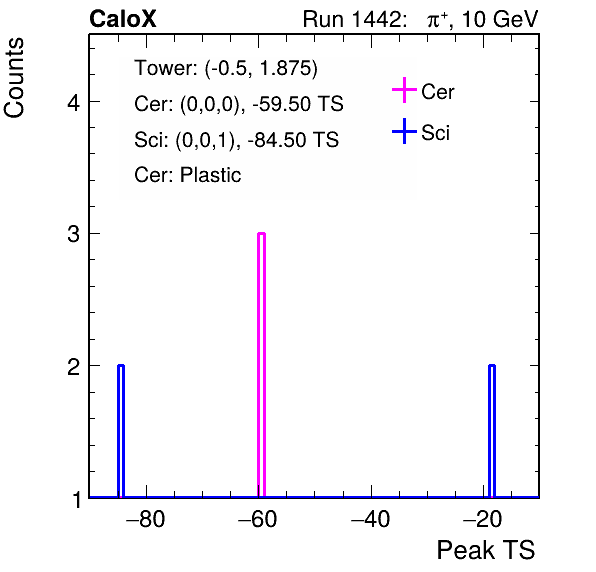 CaloX Run 1442: π⁺, 10 GeV
Counts
Tower: (-0.5, 1.875)
Cer: (0,0,0), -59.50 TS
Sci: (0,0,1), -84.50 TS
Cer: Plastic
Cer
Sci
4
3
2
1
−80 −60 −40 −20
Peak TS